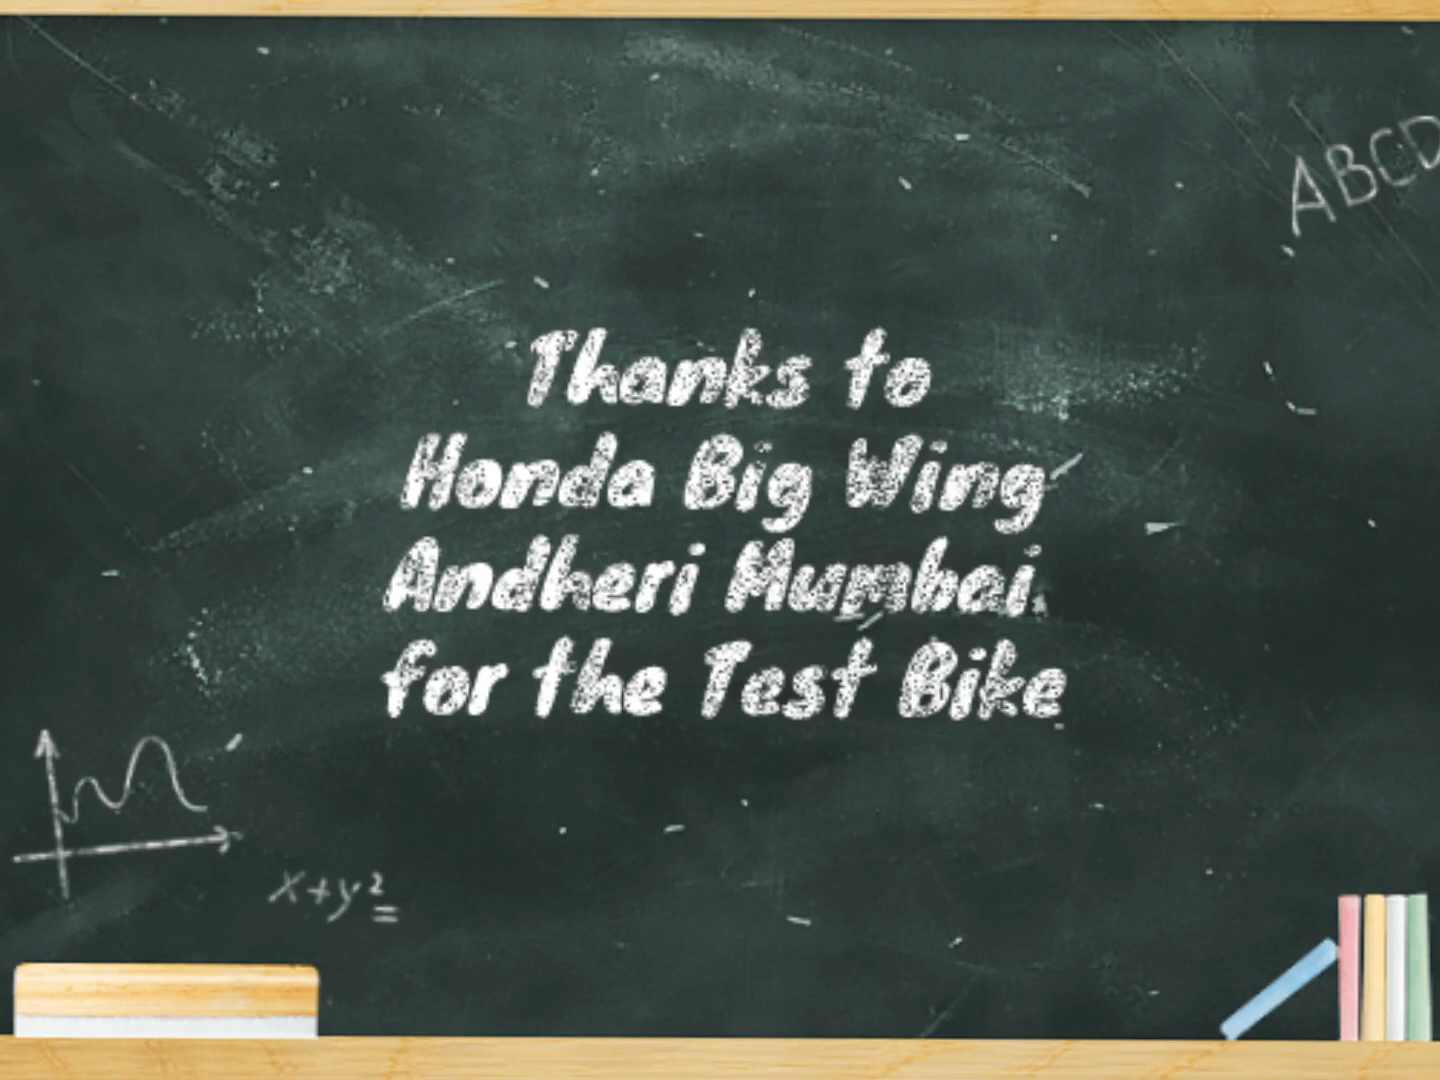 ABCD
Thanks to
Honda Big Wing
Andheri Mumbai
for the Test Bike
x+y²=